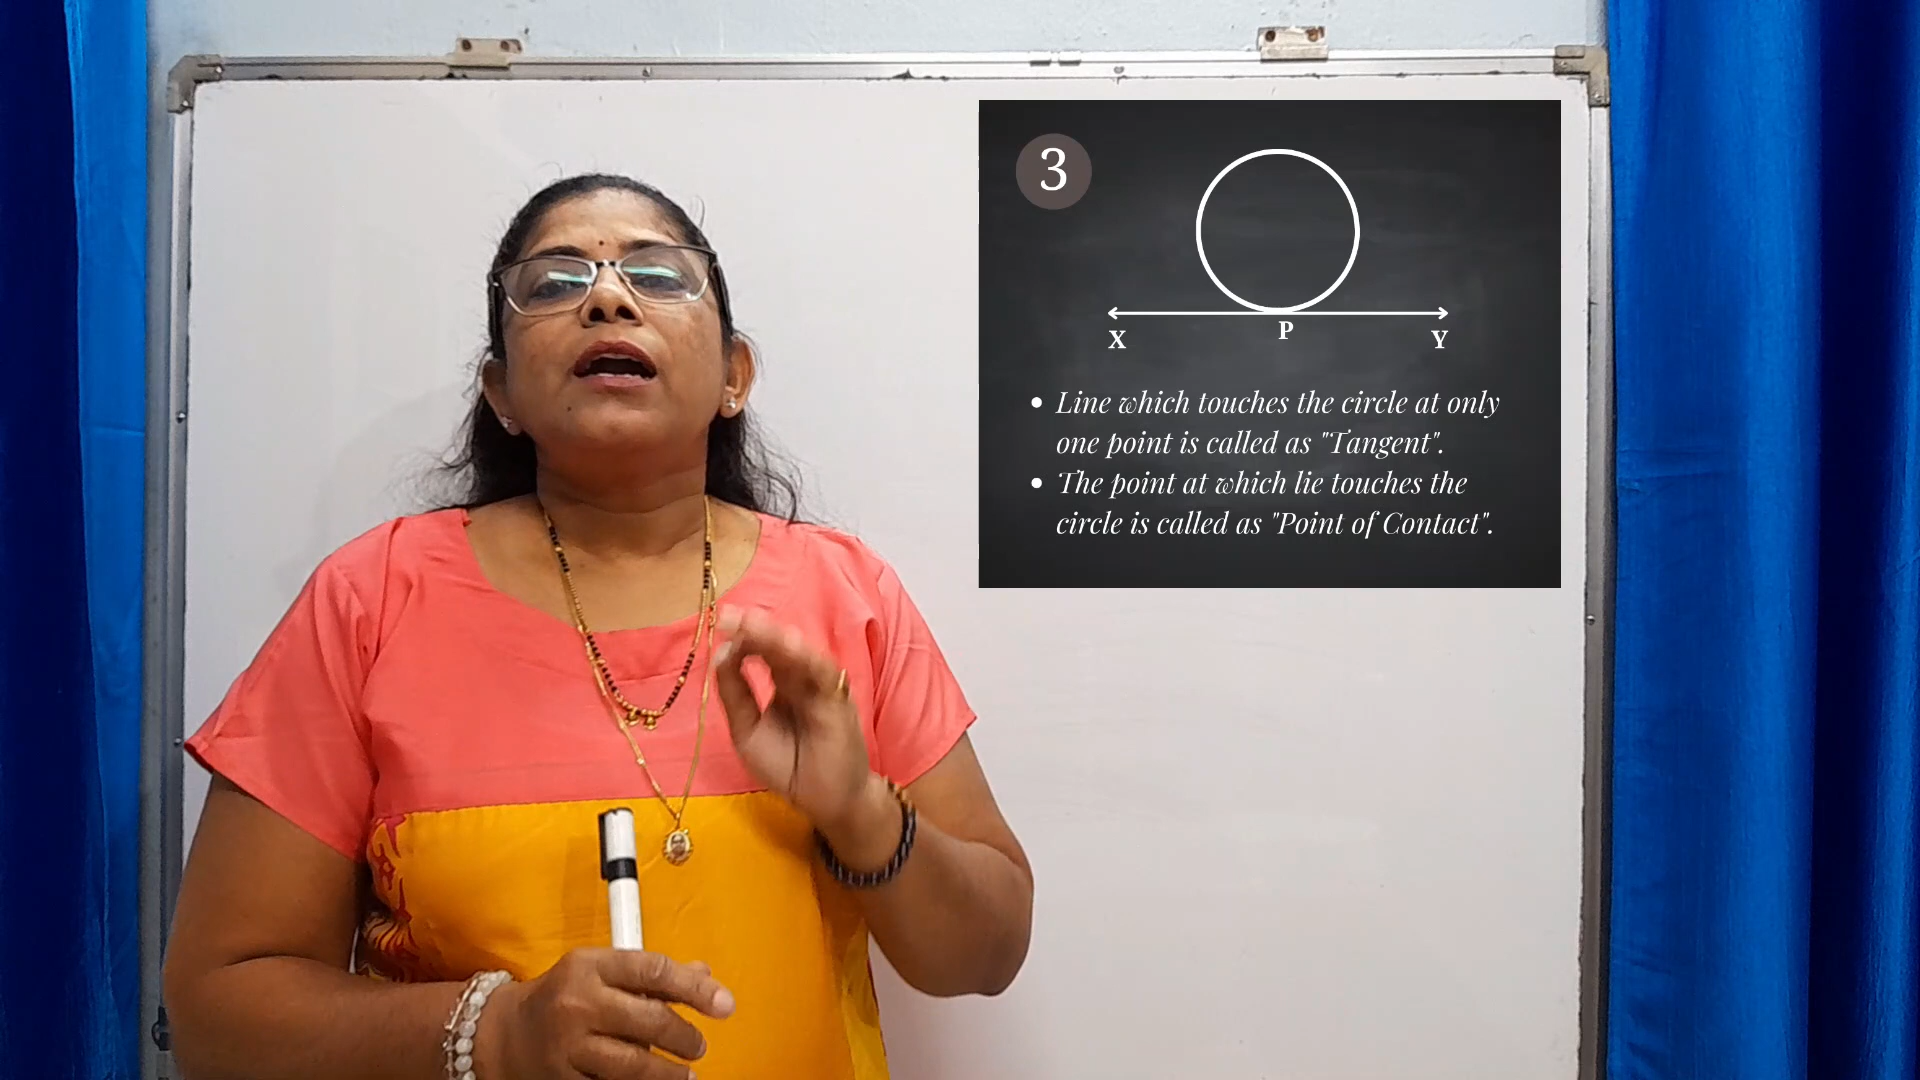 3
P
X Y
Line which touches the circle at only
one point is called as "Tangent".
The point at which lie touches the
circle is called as "Point of Contact".